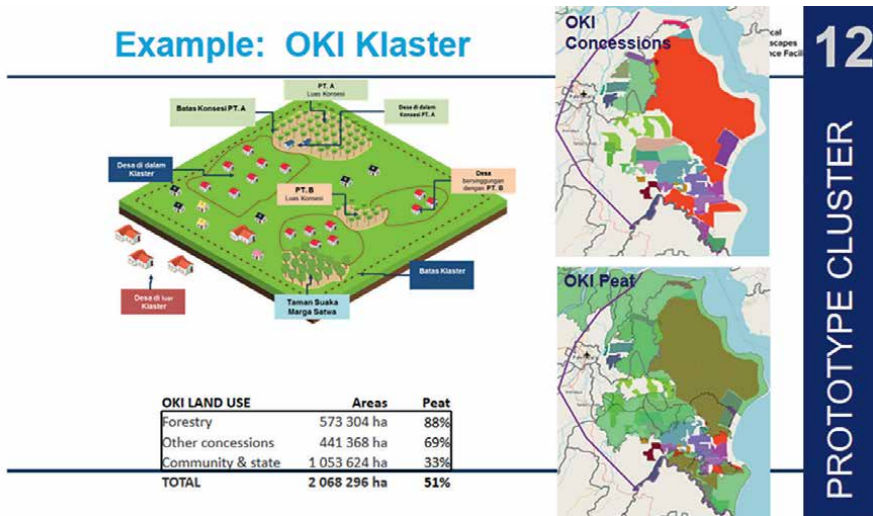 Example: OKI Klaster
PT. A
Luas Konsesi
Batas Konsesi PT. A
Desa di dalam
Konsesi PT. A
Desa di dalam
Klaster
PT. B
Luas Konsesi
Desa
bersinggungan
dengan PT. B
Batas Klaster
Desa di luar
Klaster
Taman Suaka
Marga Satwa
OKI LAND USE Areas Peat
Forestry 573 304 ha 88%
Other concessions 441 368 ha 69%
Community & state 1 053 624 ha 33%
TOTAL 2 068 296 ha 51%
OKI
Concessions
OKI Peat
12
PROTOTYPE CLUSTER